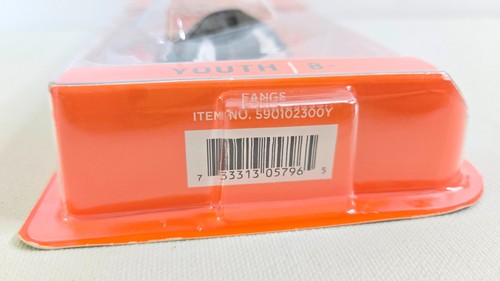 YOUTH | 8
FANGS
ITEM NO. 590102300Y
7 33313 05796 5